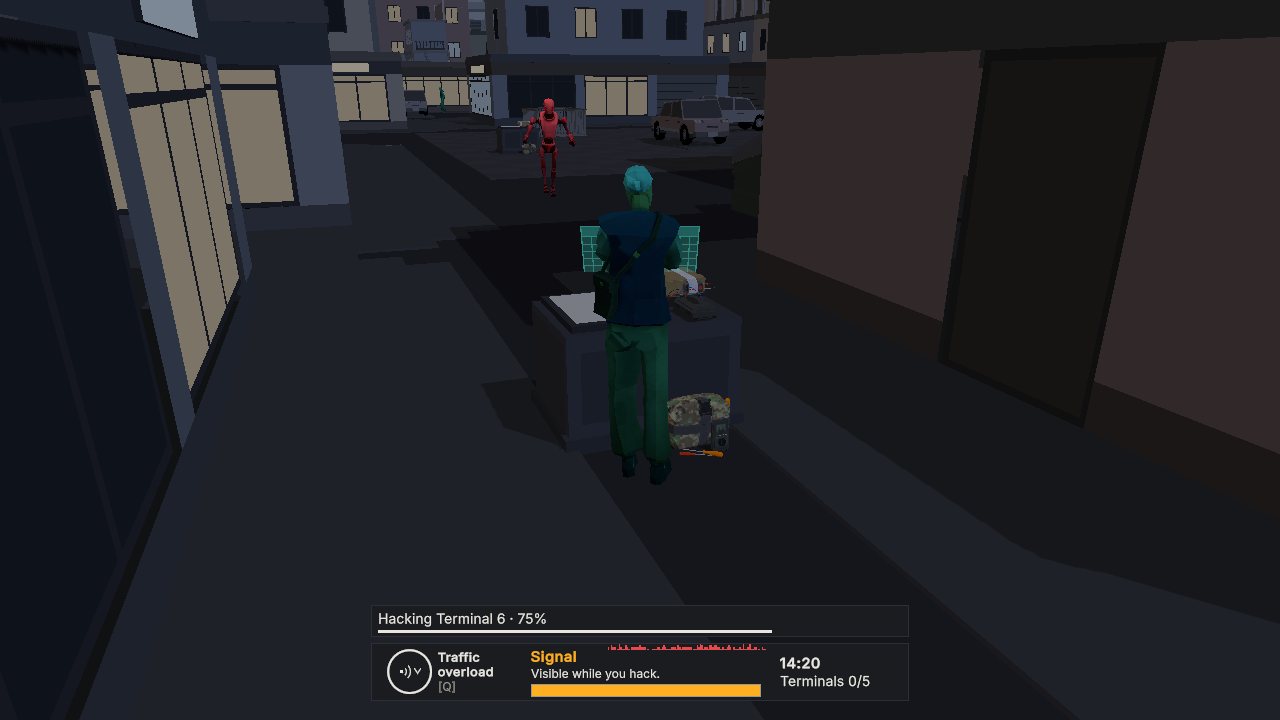 Hacking Terminal 6 · 75%
Traffic
overload
[Q]
Signal
Visible while you hack.
14:20
Terminals 0/5